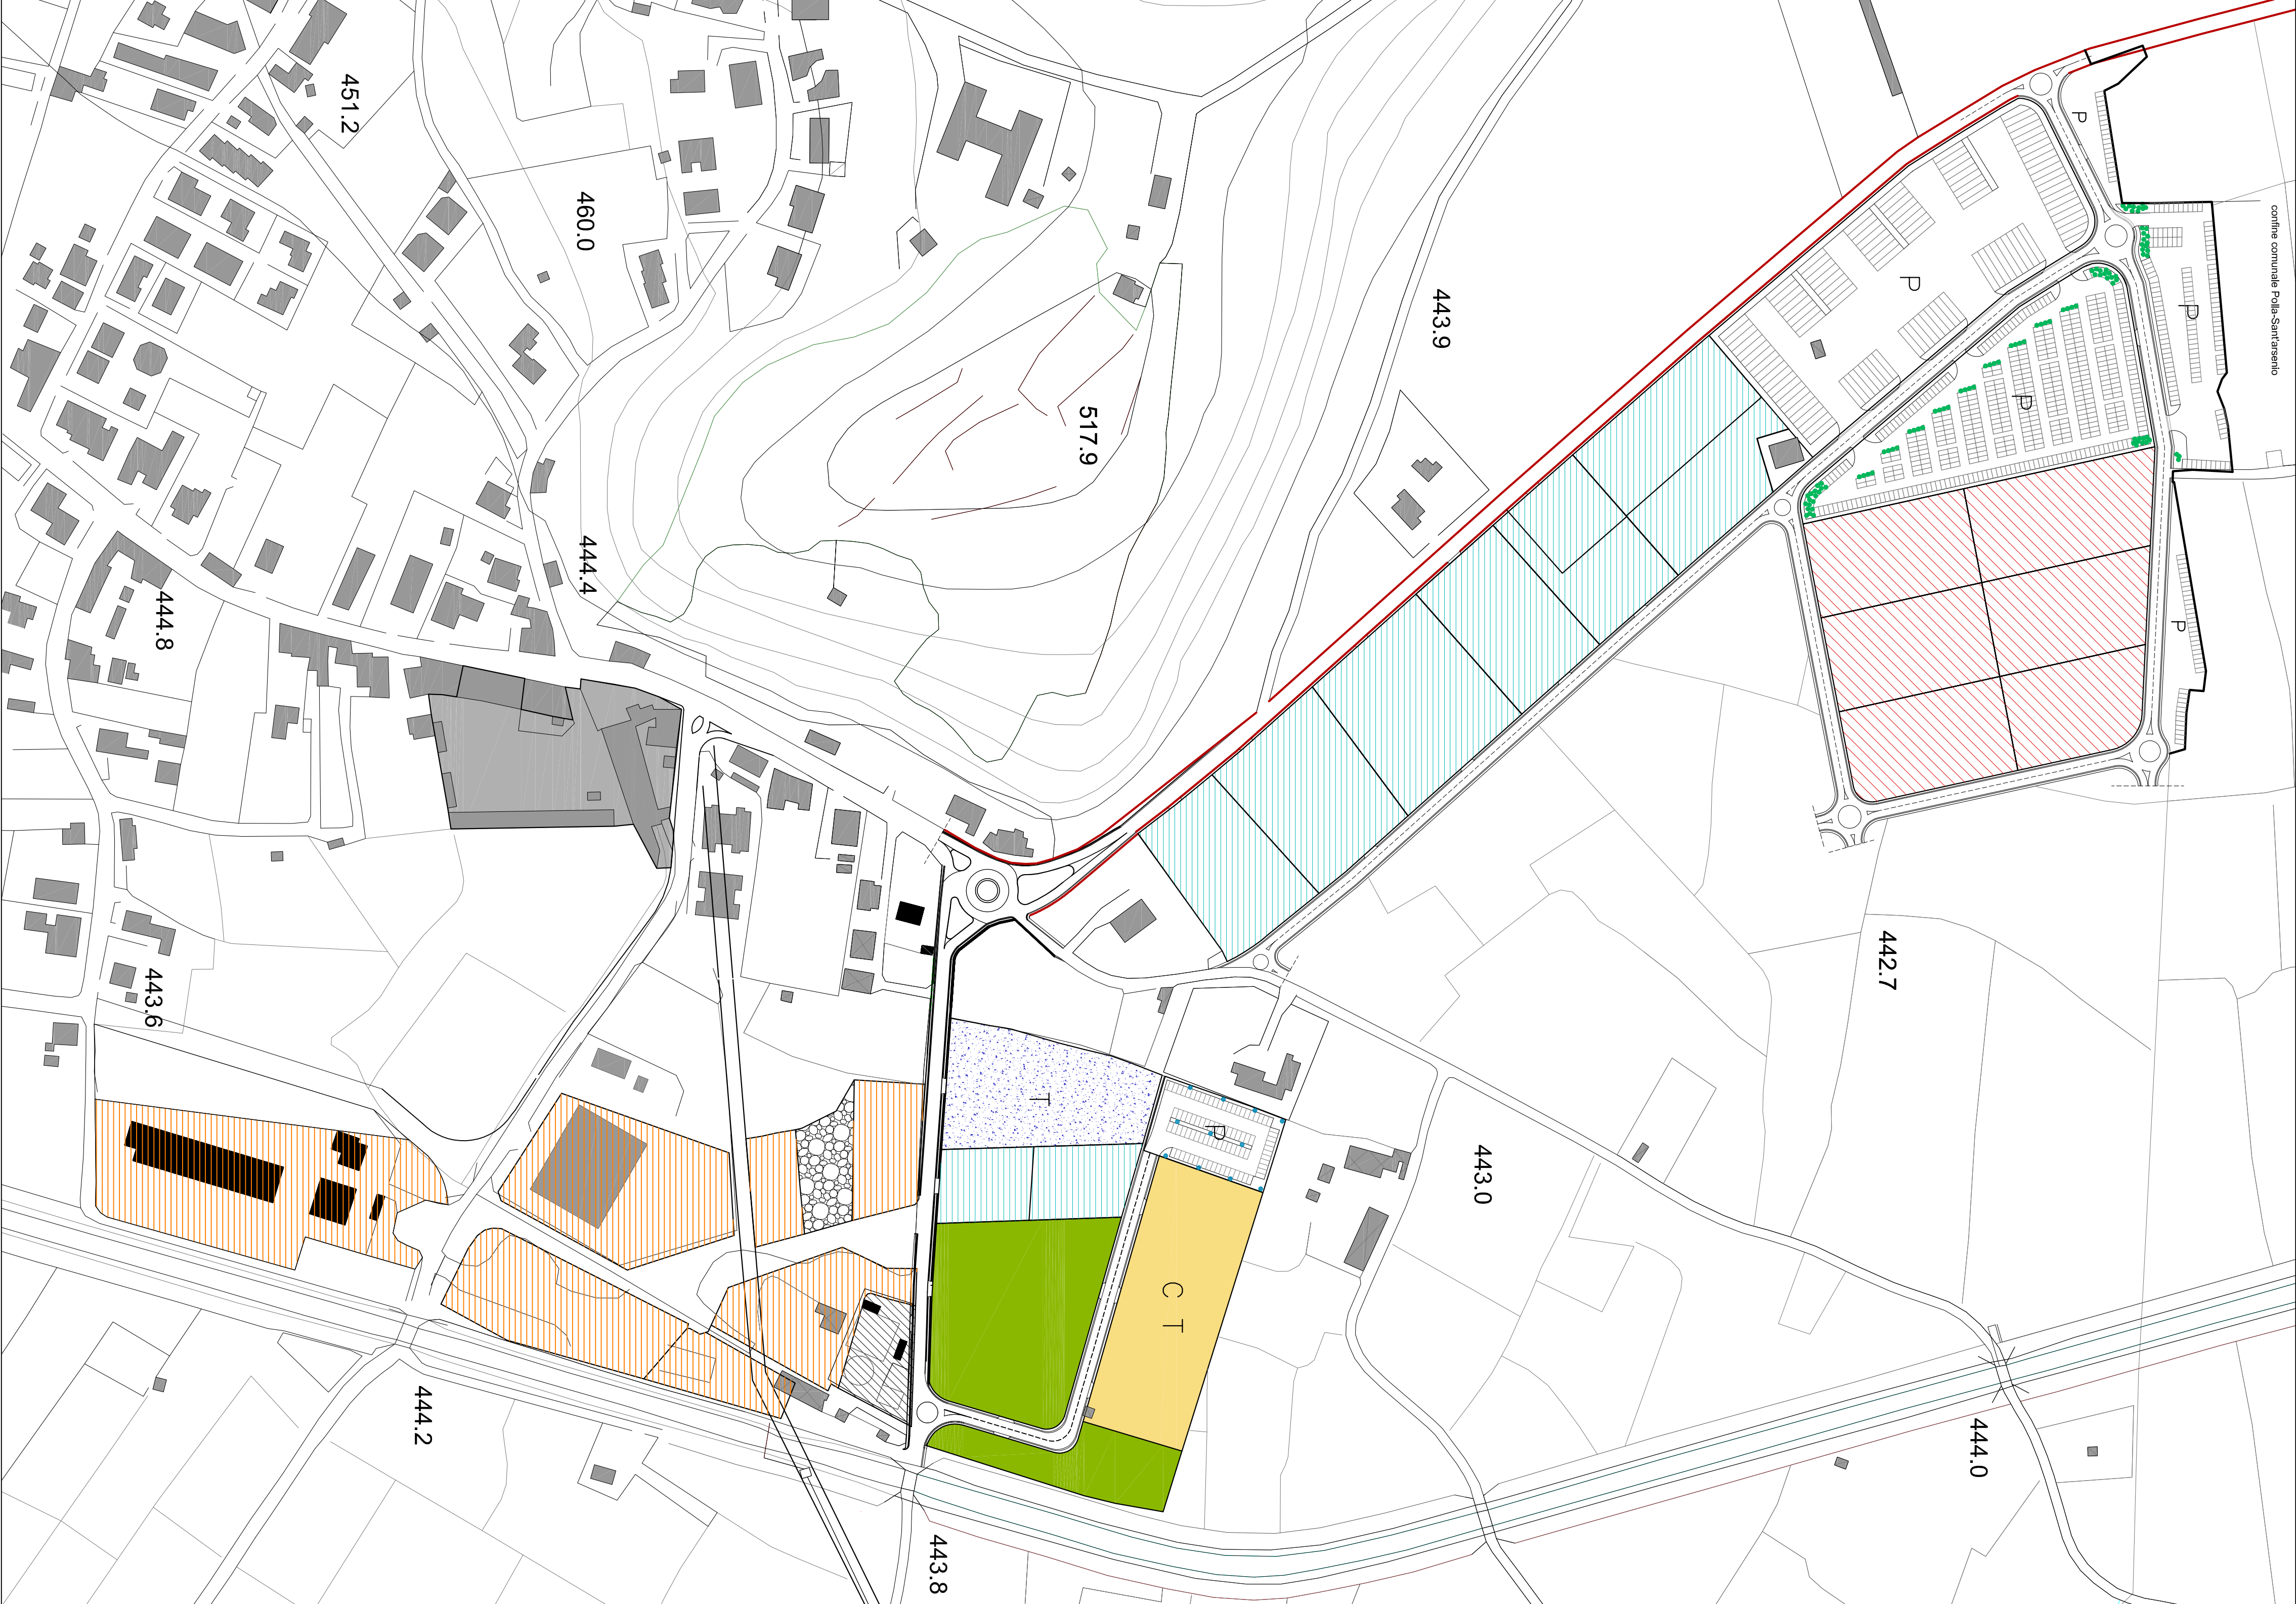 confine comunale Polla-Sant'arsenio
P
P
P
P
P
451.2
460.0
443.9
517.9
444.4
444.8
442.7
443.6
T
P
443.0
C T
444.2
444.0
443.8